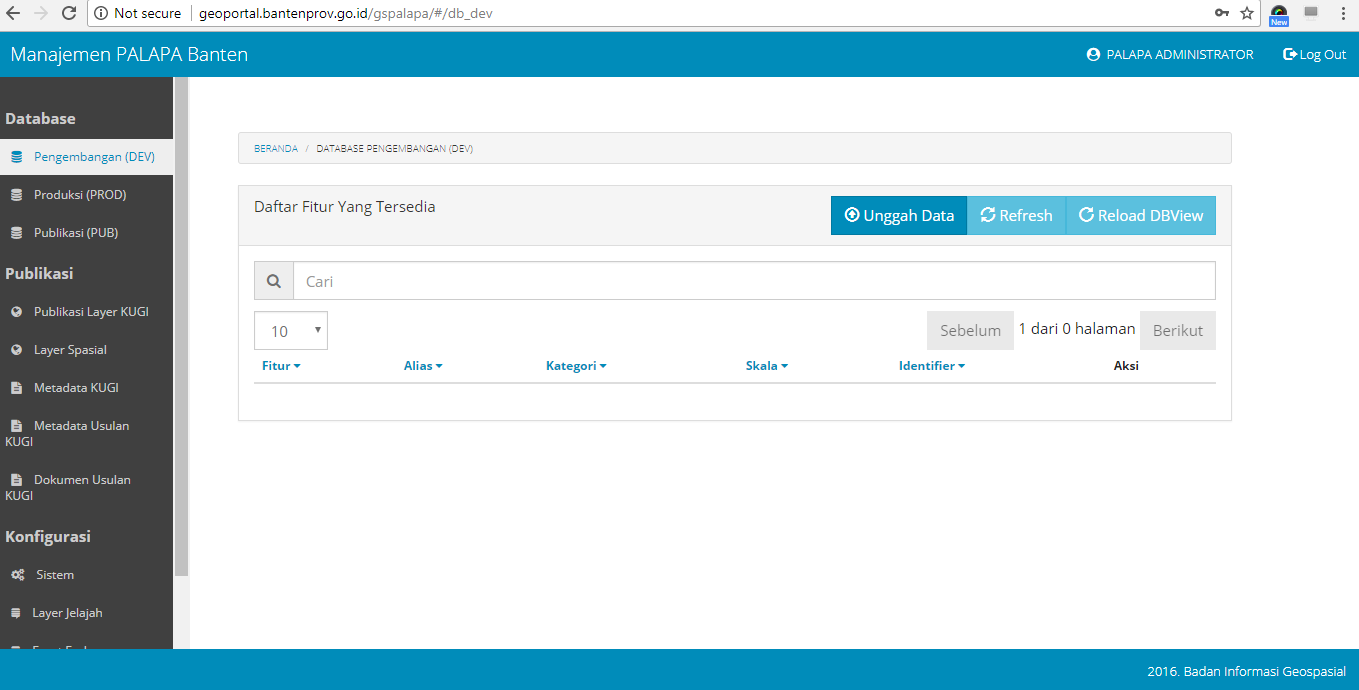 Not secure geoportal.bantenprov.go.id/gspalapa/#/db_dev
New
Manajemen PALAPA Banten
PALAPA ADMINISTRATOR
Log Out
Database
Pengembangan (DEV)
Produksi (PROD)
Publikasi (PUB)
Publikasi
Publikasi Layer KUGI
Layer Spasial
Metadata KUGI
Metadata Usulan
KUGI
Dokumen Usulan
KUGI
Konfigurasi
Sistem
Layer Jelajah
BERANDA / DATABASE PENGEMBANGAN (DEV)
Daftar Fitur Yang Tersedia
Unggah Data
Refresh
Reload DBView
Cari
10
Sebelum 1 dari 0 halaman Berikut
Fitur Alias Kategori Skala Identifier Aksi
2016. Badan Informasi Geospasial